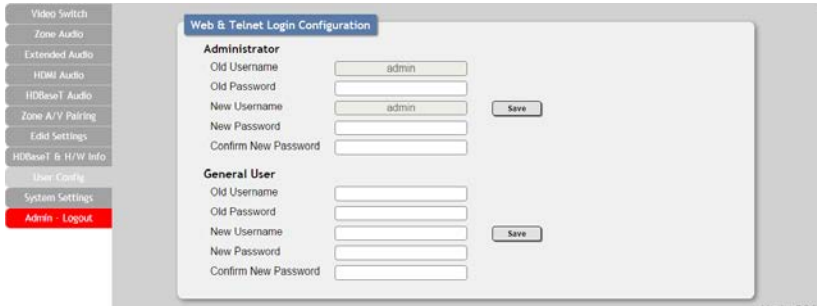 Video Switch
Zone Audio
Extended Audio
HDMI Audio
HDBaseT Audio
Zone A/V Pairing
Edid Settings
HDBaseT & H/W Info
User Config
System Settings
Admin - Logout
Web & Telnet Login Configuration
Administrator
Old Username admin
Old Password
New Username admin Save
New Password
Confirm New Password
General User
Old Username
Old Password
New Username Save
New Password
Confirm New Password